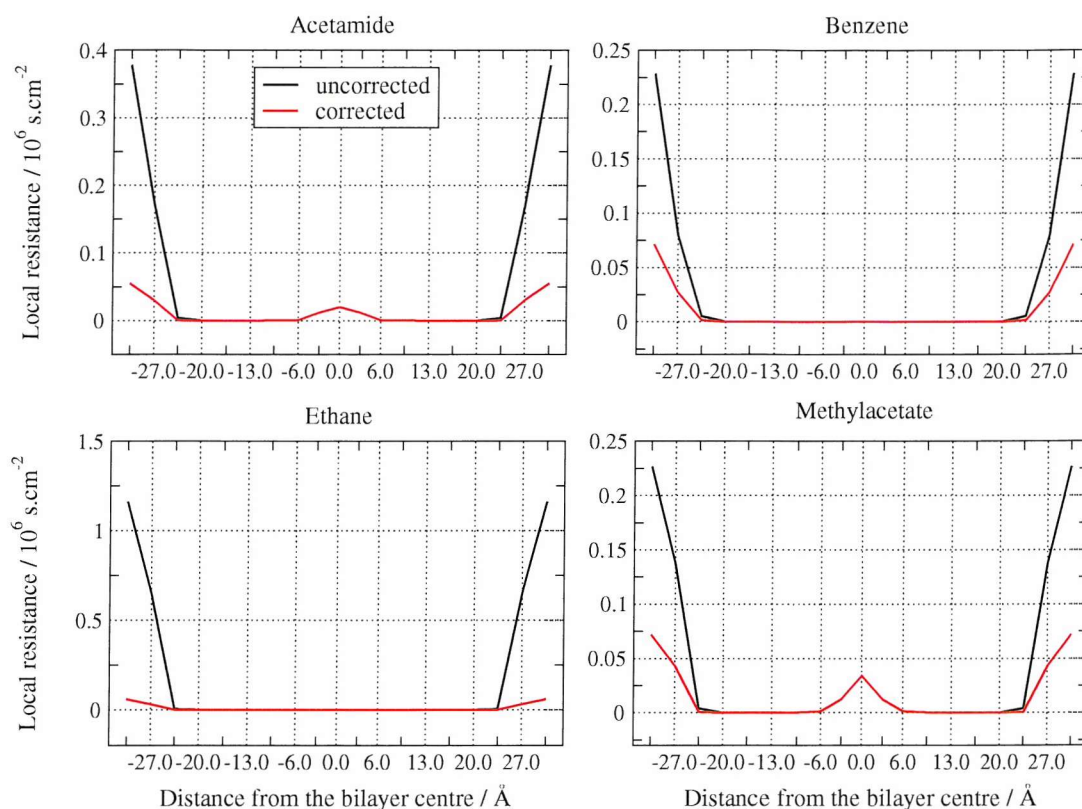 Acetamide
Benzene
Local resistance / 10⁶ s.cm⁻²
0.4
0.3
0.2
0.1
0
uncorrected
corrected
-27.0 -20.0 -13.0 -6.0 0.0 6.0 13.0 20.0 27.0
0.25
0.2
0.15
0.1
0.05
0
-27.0 -20.0 -13.0 -6.0 0.0 6.0 13.0 20.0 27.0
Ethane
Methylacetate
Local resistance / 10⁶ s.cm⁻²
1.5
1
0.5
0
-27.0 -20.0 -13.0 -6.0 0.0 6.0 13.0 20.0 27.0
Distance from the bilayer centre / Å
0.25
0.2
0.15
0.1
0.05
0
-27.0 -20.0 -13.0 -6.0 0.0 6.0 13.0 20.0 27.0
Distance from the bilayer centre / Å